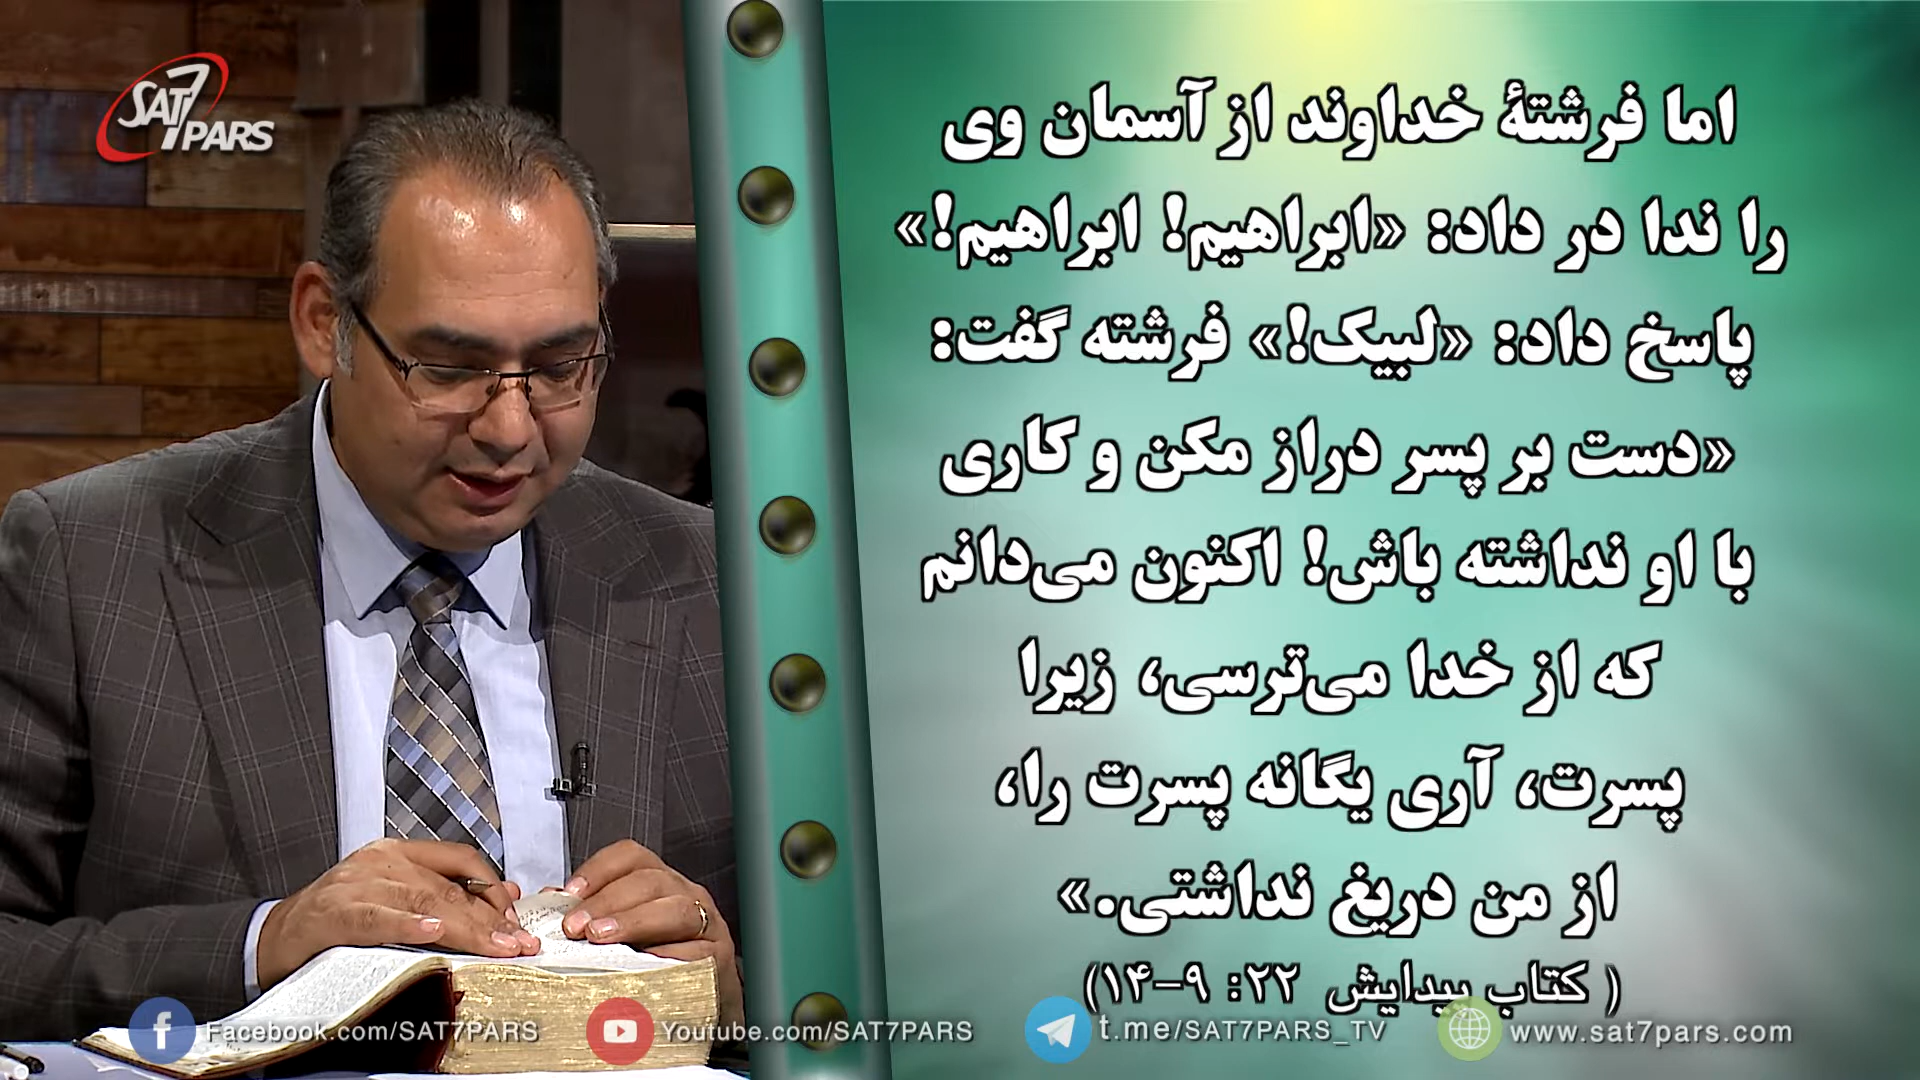 SAT7 PARS
اما فرشتهٔ خداوند از آسمان وی
را ندا در داد: «ابراهیم! ابراهیم!»
پاسخ داد: «لبیک!» فرشته گفت:
«دست بر پسر دراز مکن و کاری
با او نداشته باش! اکنون می‌دانم
که از خدا می‌ترسی، زیرا
پسرت، آری یگانه پسرت را،
از من دریغ نداشتی.»
( کتاب پیدایش ۲۲: ۹-۱۴)
Facebook.com/SAT7PARS
Youtube.com/SAT7PARS
t.me/SAT7PARS_TV
www.sat7pars.com